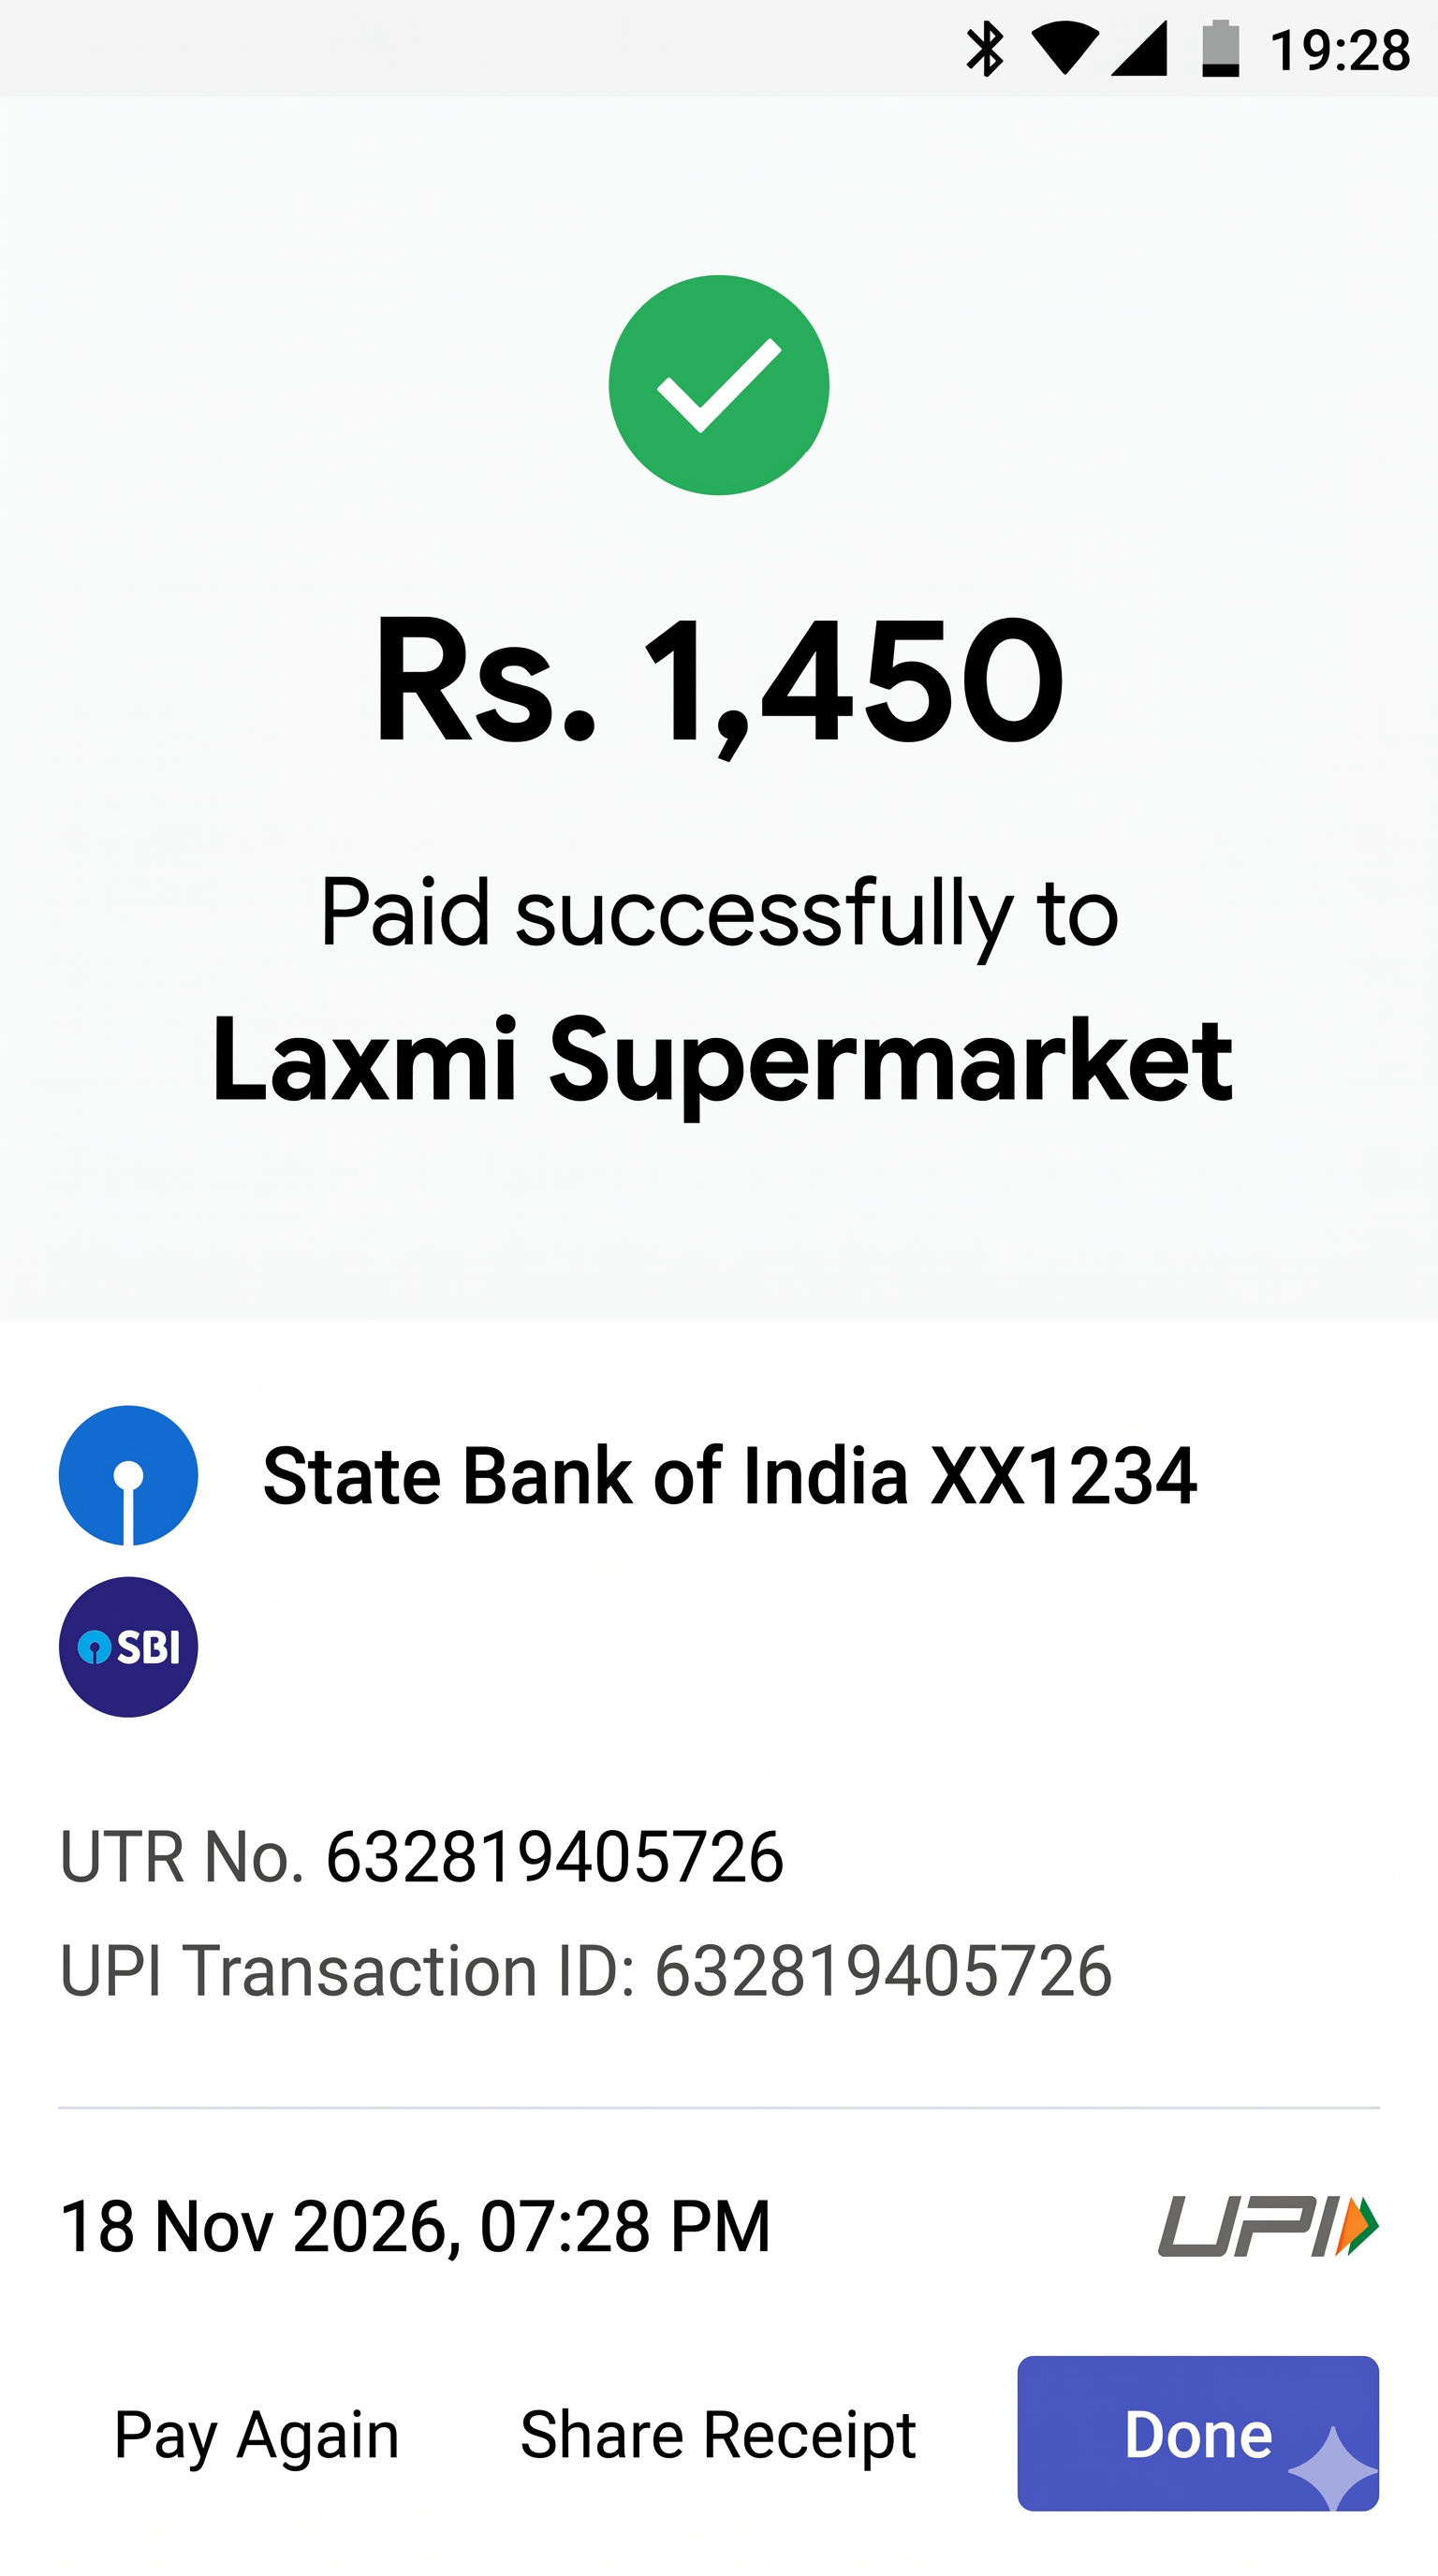 19:28
Rs. 1,450
Paid successfully to
Laxmi Supermarket
State Bank of India XX1234
SBI
UTR No. 632819405726
UPI Transaction ID: 632819405726
18 Nov 2026, 07:28 PM
UPI
Pay Again
Share Receipt
Done